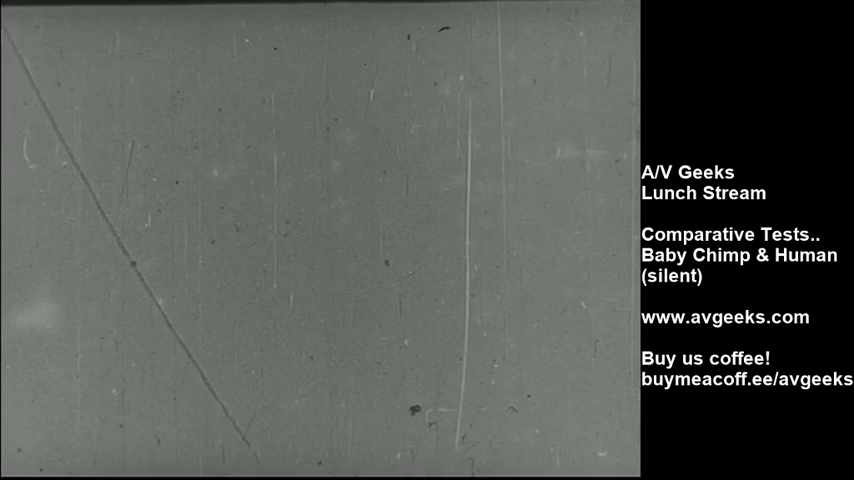 A/V Geeks
Lunch Stream
Comparative Tests..
Baby Chimp & Human
(silent)
www.avgeeks.com
Buy us coffee!
buymeacoff.ee/avgeeks